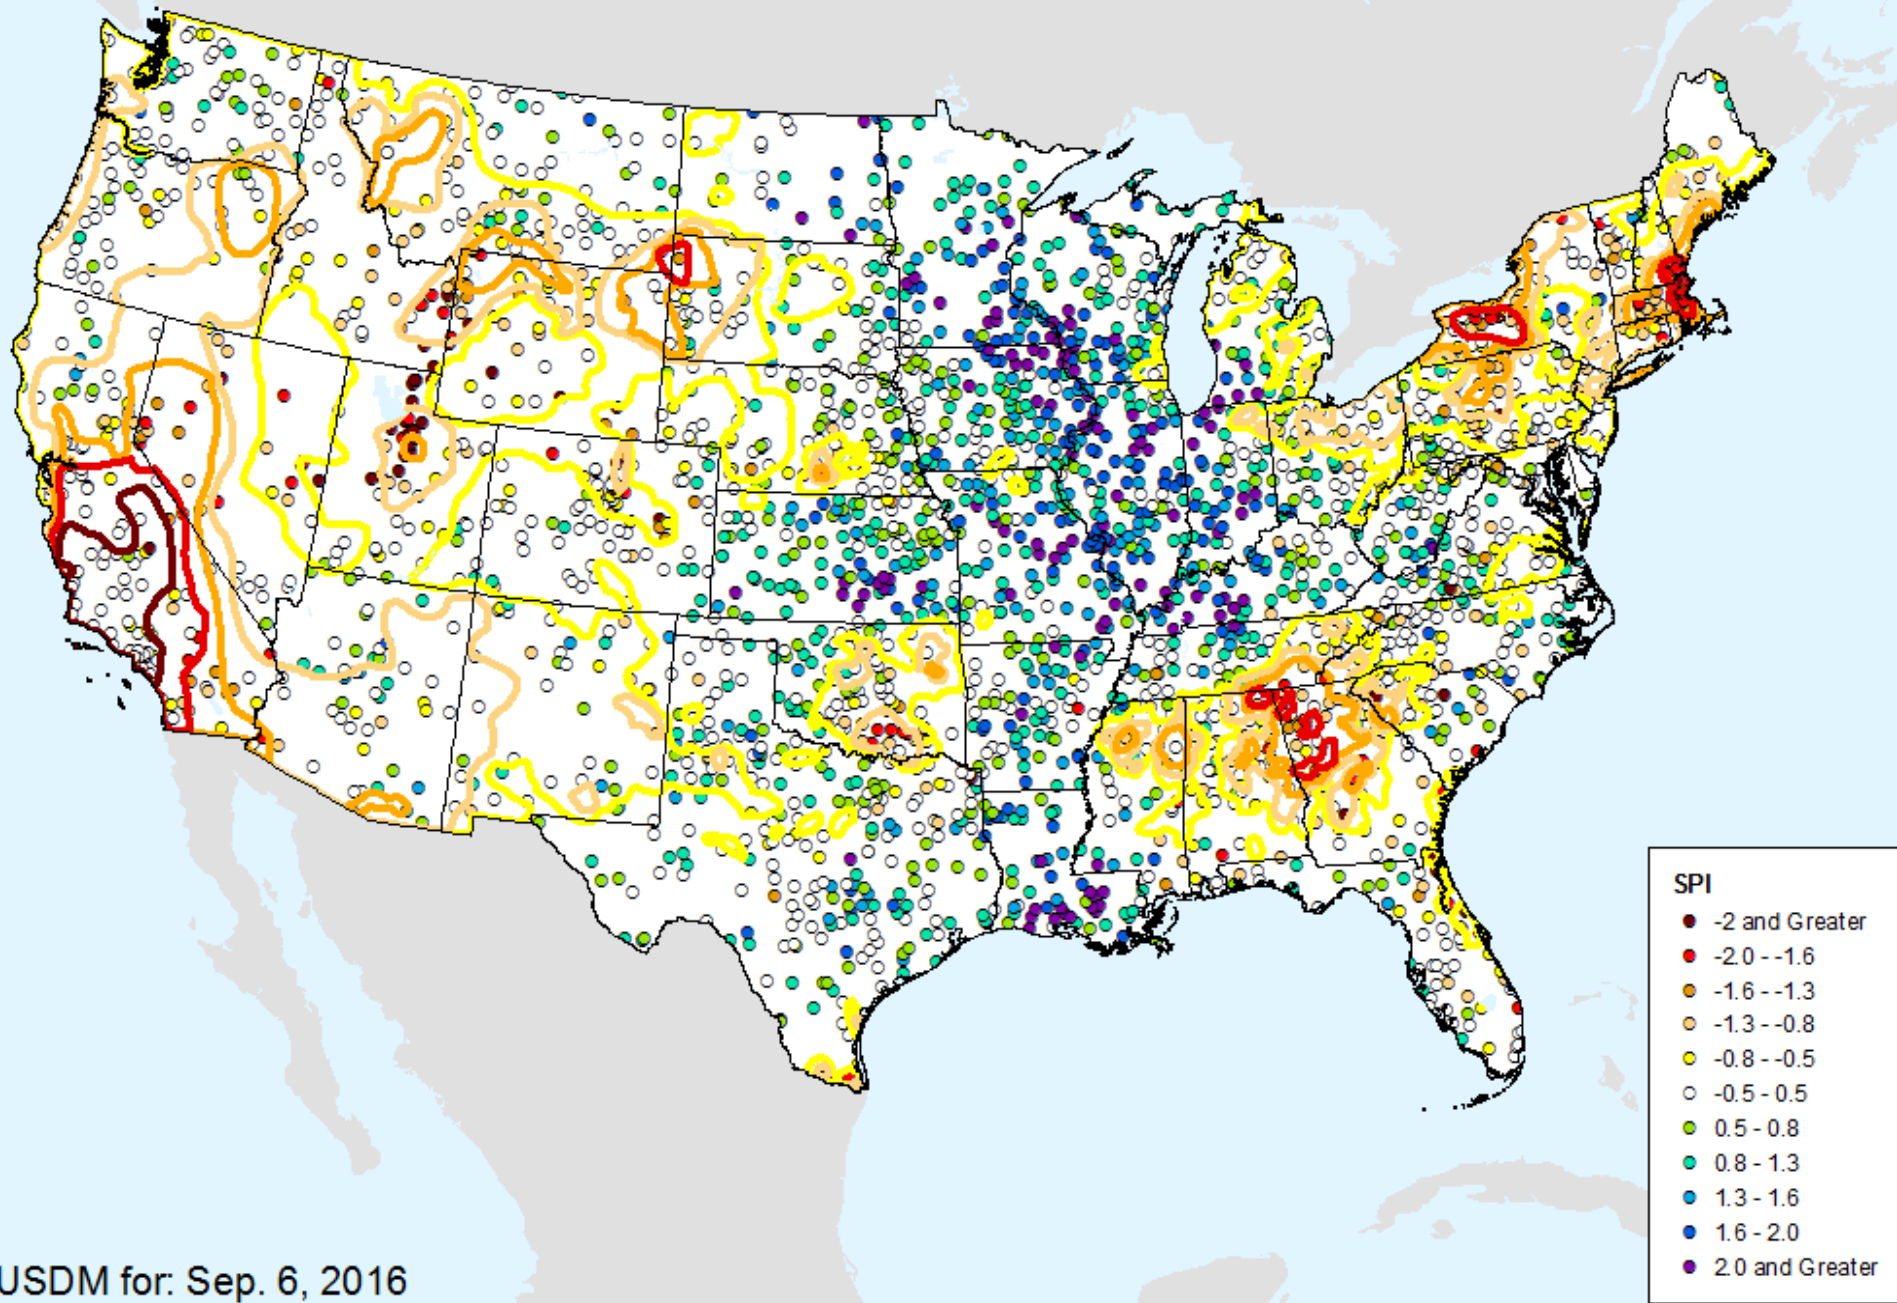 SPI
-2 and Greater
-2.0 - -1.6
-1.6 - -1.3
-1.3 - -0.8
-0.8 - -0.5
-0.5 - 0.5
0.5 - 0.8
0.8 - 1.3
1.3 - 1.6
1.6 - 2.0
2.0 and Greater
USDM for: Sep. 6, 2016